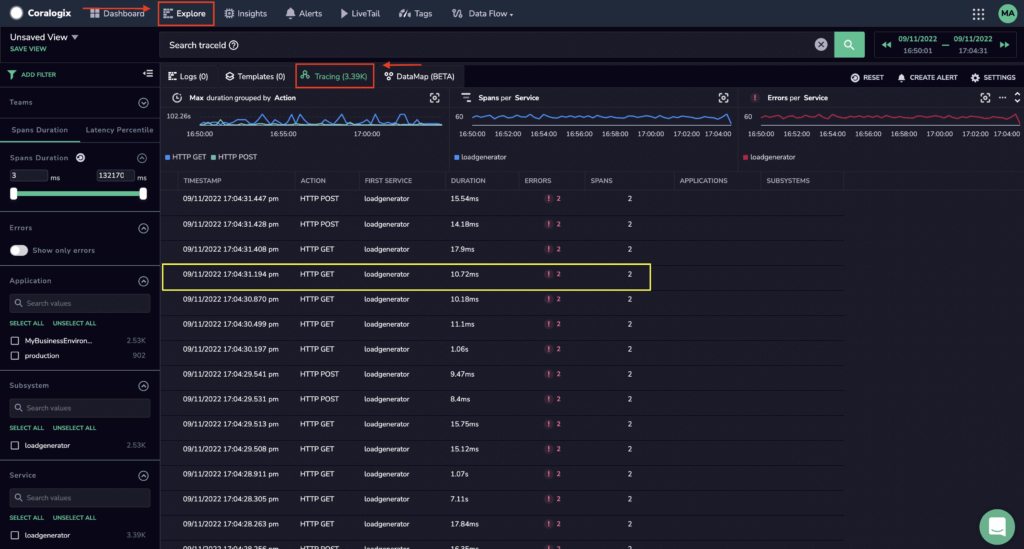 Coralogix Dashboard Explore Insights Alerts LiveTail Tags Data Flow MA
Unsaved View
SAVE VIEW
Search traceId
09/11/2022 — 09/11/2022
16:50:01 17:04:31
ADD FILTER
Logs (0) Templates (0) Tracing (3.39K) DataMap (BETA) RESET CREATE ALERT SETTINGS
Teams
Spans Duration Latency Percentile
Spans Duration
3 ms 132170 ms
Errors
Show only errors
Application
Search values
SELECT ALL UNSELECT ALL
MyBusinessEnviron... 2.53K
production 902
Subsystem
Search values
SELECT ALL UNSELECT ALL
loadgenerator 2.53K
Service
Search values
SELECT ALL UNSELECT ALL
loadgenerator 3.39K
Max duration grouped by Action
102.26s
16:50:00 16:55:00 17:00:00
HTTP GET HTTP POST
Spans per Service
60
16:50:00 16:52:00 16:54:00 16:56:00 16:58:00 17:00:00 17:02:00 17:04:00
loadgenerator
Errors per Service
60
16:50:00 16:52:00 16:54:00 16:56:00 16:58:00 17:00:00 17:02:00 17:04:00
loadgenerator
TIMESTAMP ACTION FIRST SERVICE DURATION ERRORS SPANS APPLICATIONS SUBSYSTEMS
09/11/2022 17:04:31.447 pm HTTP POST loadgenerator 15.54ms ! 2 2
09/11/2022 17:04:31.428 pm HTTP POST loadgenerator 14.18ms ! 2 2
09/11/2022 17:04:31.408 pm HTTP GET loadgenerator 17.9ms ! 2 2
09/11/2022 17:04:31.194 pm HTTP GET loadgenerator 10.72ms ! 2 2
09/11/2022 17:04:30.870 pm HTTP GET loadgenerator 10.18ms ! 2 2
09/11/2022 17:04:30.499 pm HTTP GET loadgenerator 11.1ms ! 2 2
09/11/2022 17:04:30.197 pm HTTP GET loadgenerator 1.06s ! 2 2
09/11/2022 17:04:29.541 pm HTTP POST loadgenerator 9.47ms ! 2 2
09/11/2022 17:04:29.531 pm HTTP POST loadgenerator 8.4ms ! 2 2
09/11/2022 17:04:29.513 pm HTTP GET loadgenerator 15.75ms ! 2 2
09/11/2022 17:04:29.508 pm HTTP GET loadgenerator 15.12ms ! 2 2
09/11/2022 17:04:28.911 pm HTTP GET loadgenerator 1.07s ! 2 2
09/11/2022 17:04:28.305 pm HTTP GET loadgenerator 7.11s ! 2 2
09/11/2022 17:04:28.263 pm HTTP GET loadgenerator 17.84ms ! 2 2